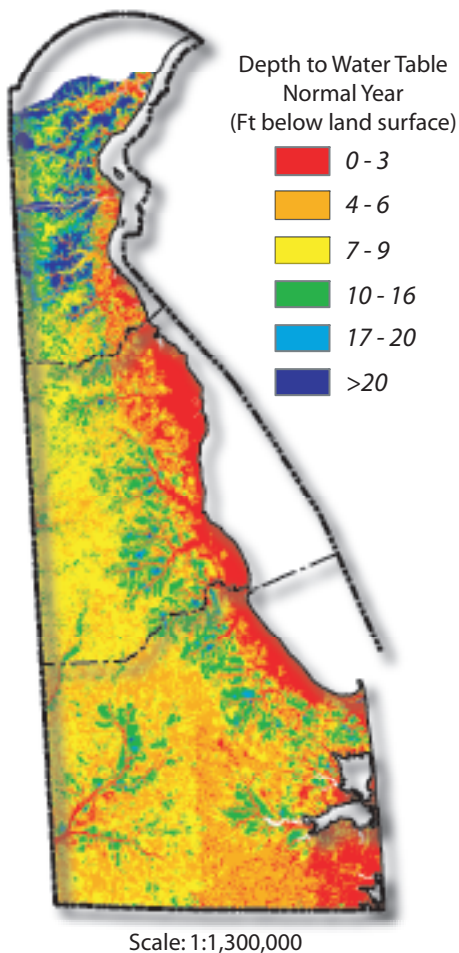 Depth to Water Table
Normal Year
(Ft below land surface)
0 - 3
4 - 6
7 - 9
10 - 16
17 - 20
>20
Scale: 1:1,300,000